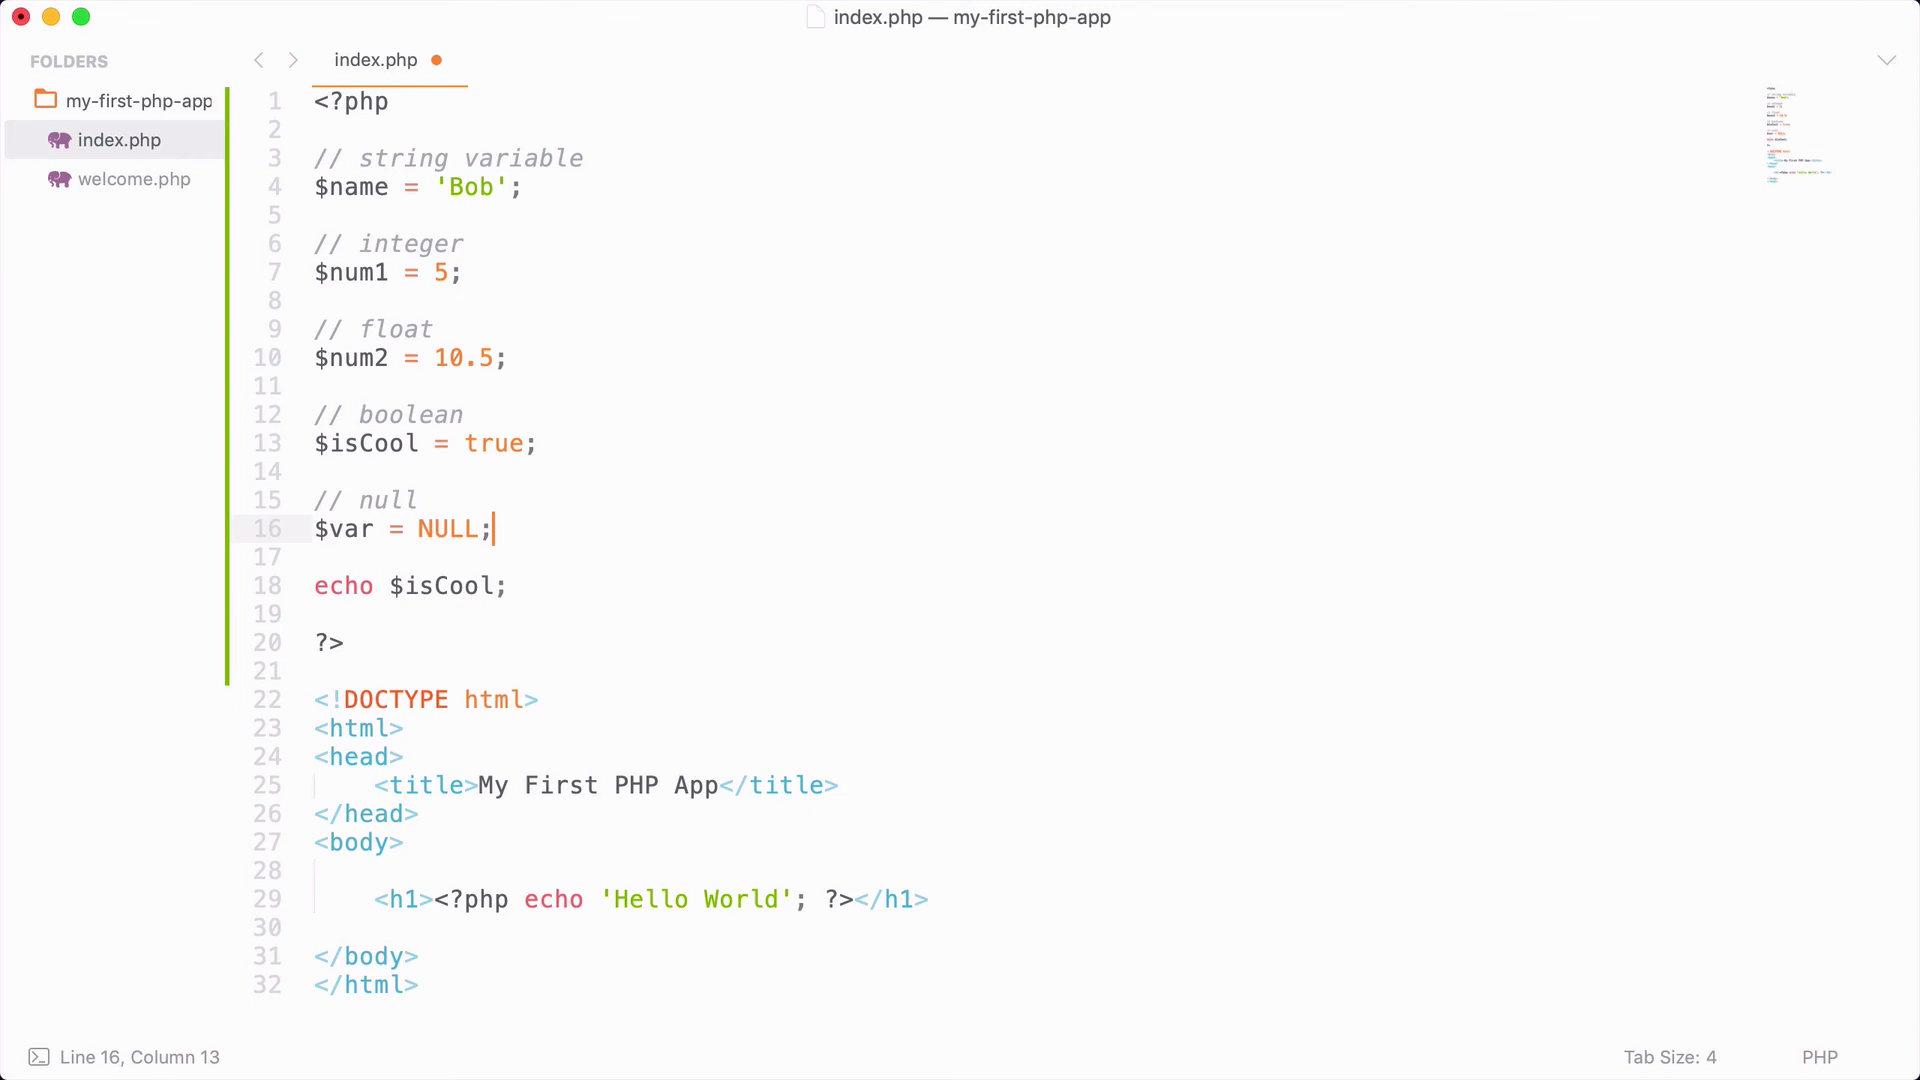 index.php — my-first-php-app
FOLDERS
my-first-php-app
index.php
welcome.php
index.php
1 <?php
2
3 // string variable
4 $name = 'Bob';
5
6 // integer
7 $num1 = 5;
8
9 // float
10 $num2 = 10.5;
11
12 // boolean
13 $isCool = true;
14
15 // null
16 $var = NULL;
17
18 echo $isCool;
19
20 ?>
21
22 <!DOCTYPE html>
23 <html>
24 <head>
25     <title>My First PHP App</title>
26 </head>
27 <body>
28
29     <h1><?php echo 'Hello World'; ?></h1>
30
31 </body>
32 </html>
Line 16, Column 13
Tab Size: 4
PHP